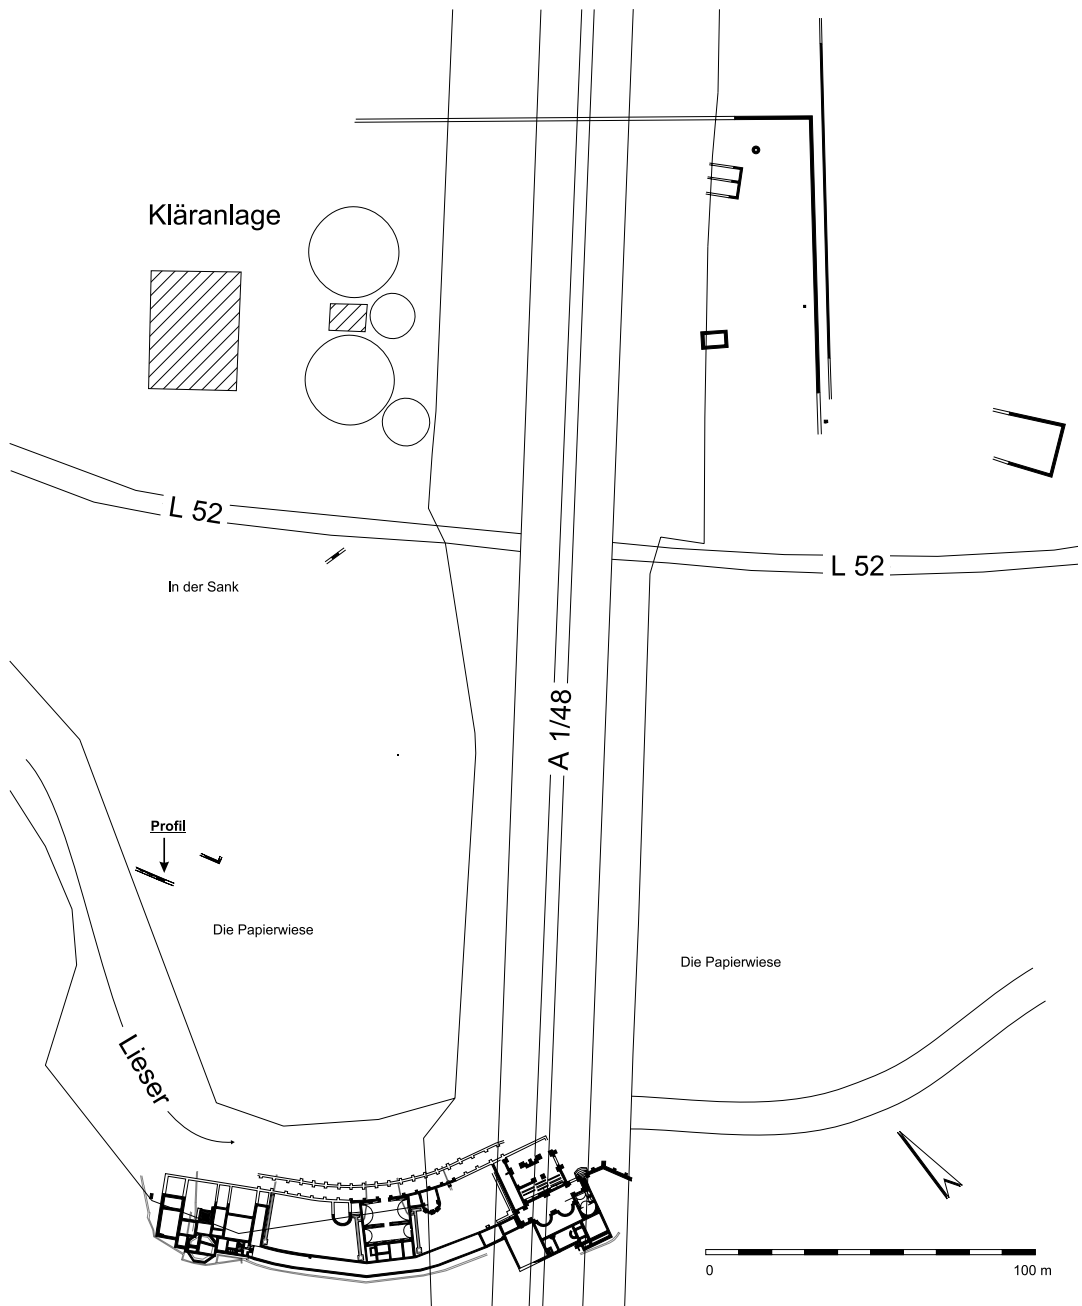 Kläranlage
L 52
L 52
In der Sank
A 1/48
Profil
Die Papierwiese
Die Papierwiese
Lieser
0 100 m